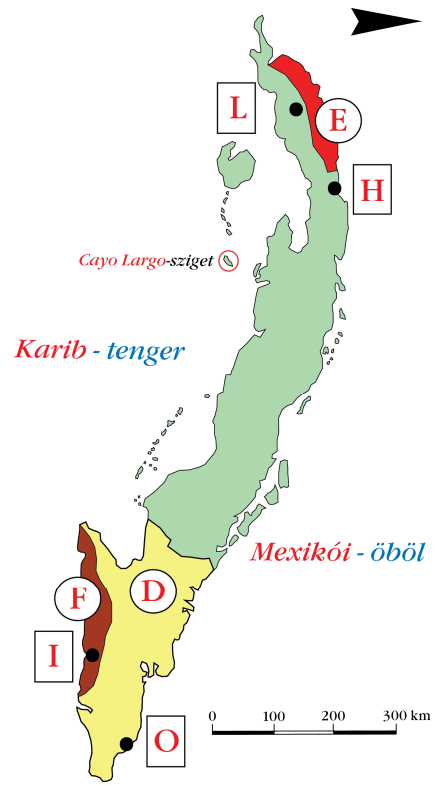 L
E
H
Cayo Largo-sziget
Karib - tenger
Mexikói - öböl
F
D
I
O
0 100 200 300 km